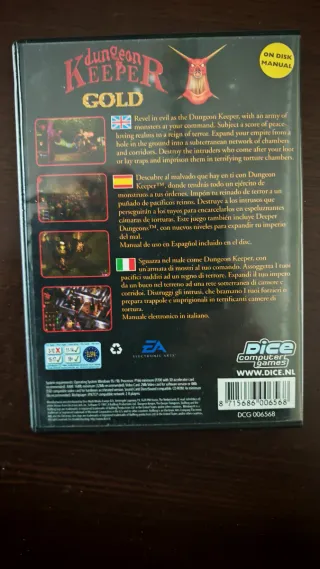 dungeon
KEEPER
GOLD
ON DISK
MANUAL
Revel in evil as the Dungeon Keeper, with an army of
monsters at your command. Subject a score of peace-
loving realms to a reign of terror. Expand your empire from a
hole in the ground into a subterranean network of chambers
and corridors. Destroy the intruders who come after your loot
or lay traps and imprison them in terrifying torture chambers.
Descubre al malvado que hay en ti con Dungeon
Keeper™, donde tendrás todo un ejército de
monstruos a tus órdenes. Impón tu reinado de terror a un
puñado de pacíficos reinos. Destruye a los intrusos que
perseguirán a los tuyos para encarcelarlos en espeluznantes
cámaras de torturas. Este juego también incluye Deeper
Dungeons™, con nuevos niveles para expandir tu imperio
del mal.
Manual de uso en Español incluido en el disc.
Sguazza nel male come Dungeon Keeper, con
un'armata di mostri al tuo comando. Assoggetta i tuoi
pacifici sudditi ad un regno di terrore. Espandi il tuo impero
da un buco nel terreno ad una rete sotterranea di camere e
corridoi. Distruggi gli intrusi, che bramano i tuoi forzieri o
prepara trappole e imprigionali in terrificanti camere di
tortura.
Manuale elettronico in italiano.
EA
ELECTRONIC ARTS
Dice
computer
games
WWW.DICE.NL
8 715686 006568
DCG 006568